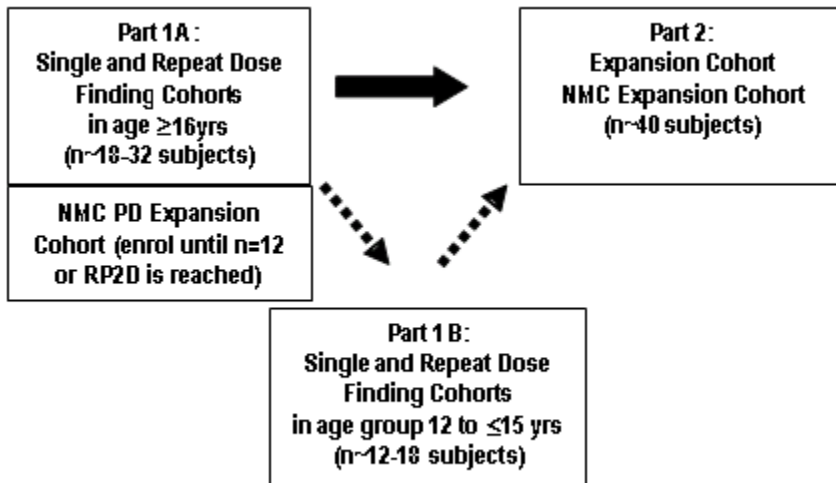 Part 1A:
Single and Repeat Dose
Finding Cohorts
in age ≥16yrs
(n~18-32 subjects)
NMC PD Expansion
Cohort (enrol until n=12
or RP2D is reached)
Part 2:
Expansion Cohort
NMC Expansion Cohort
(n~40 subjects)
Part 1B:
Single and Repeat Dose
Finding Cohorts
in age group 12 to ≤15 yrs
(n~12-18 subjects)